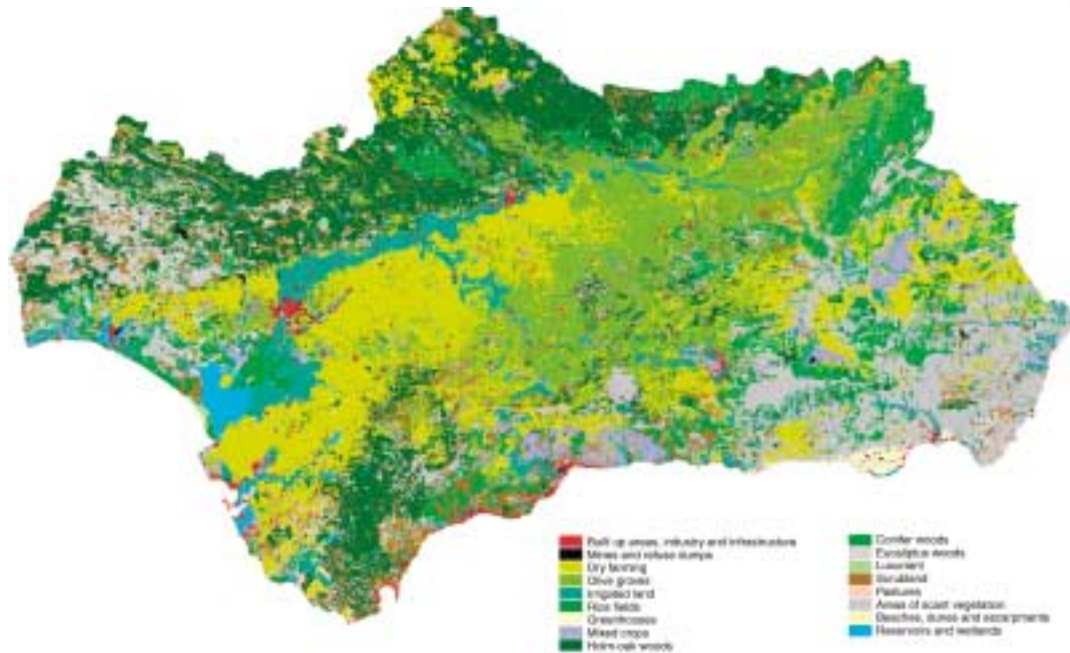 Built up areas, industry and infrastructure
Mines and refuse dumps
Dry farming
Olive groves
Irrigated land
Rice fields
Greenhouses
Mixed crops
Holm oak woods
Conifer woods
Eucaliptus woods
Scrubland
Pastures
Areas of scant vegetation
Beaches, dunes and escarpments
Reservoirs and wetlands